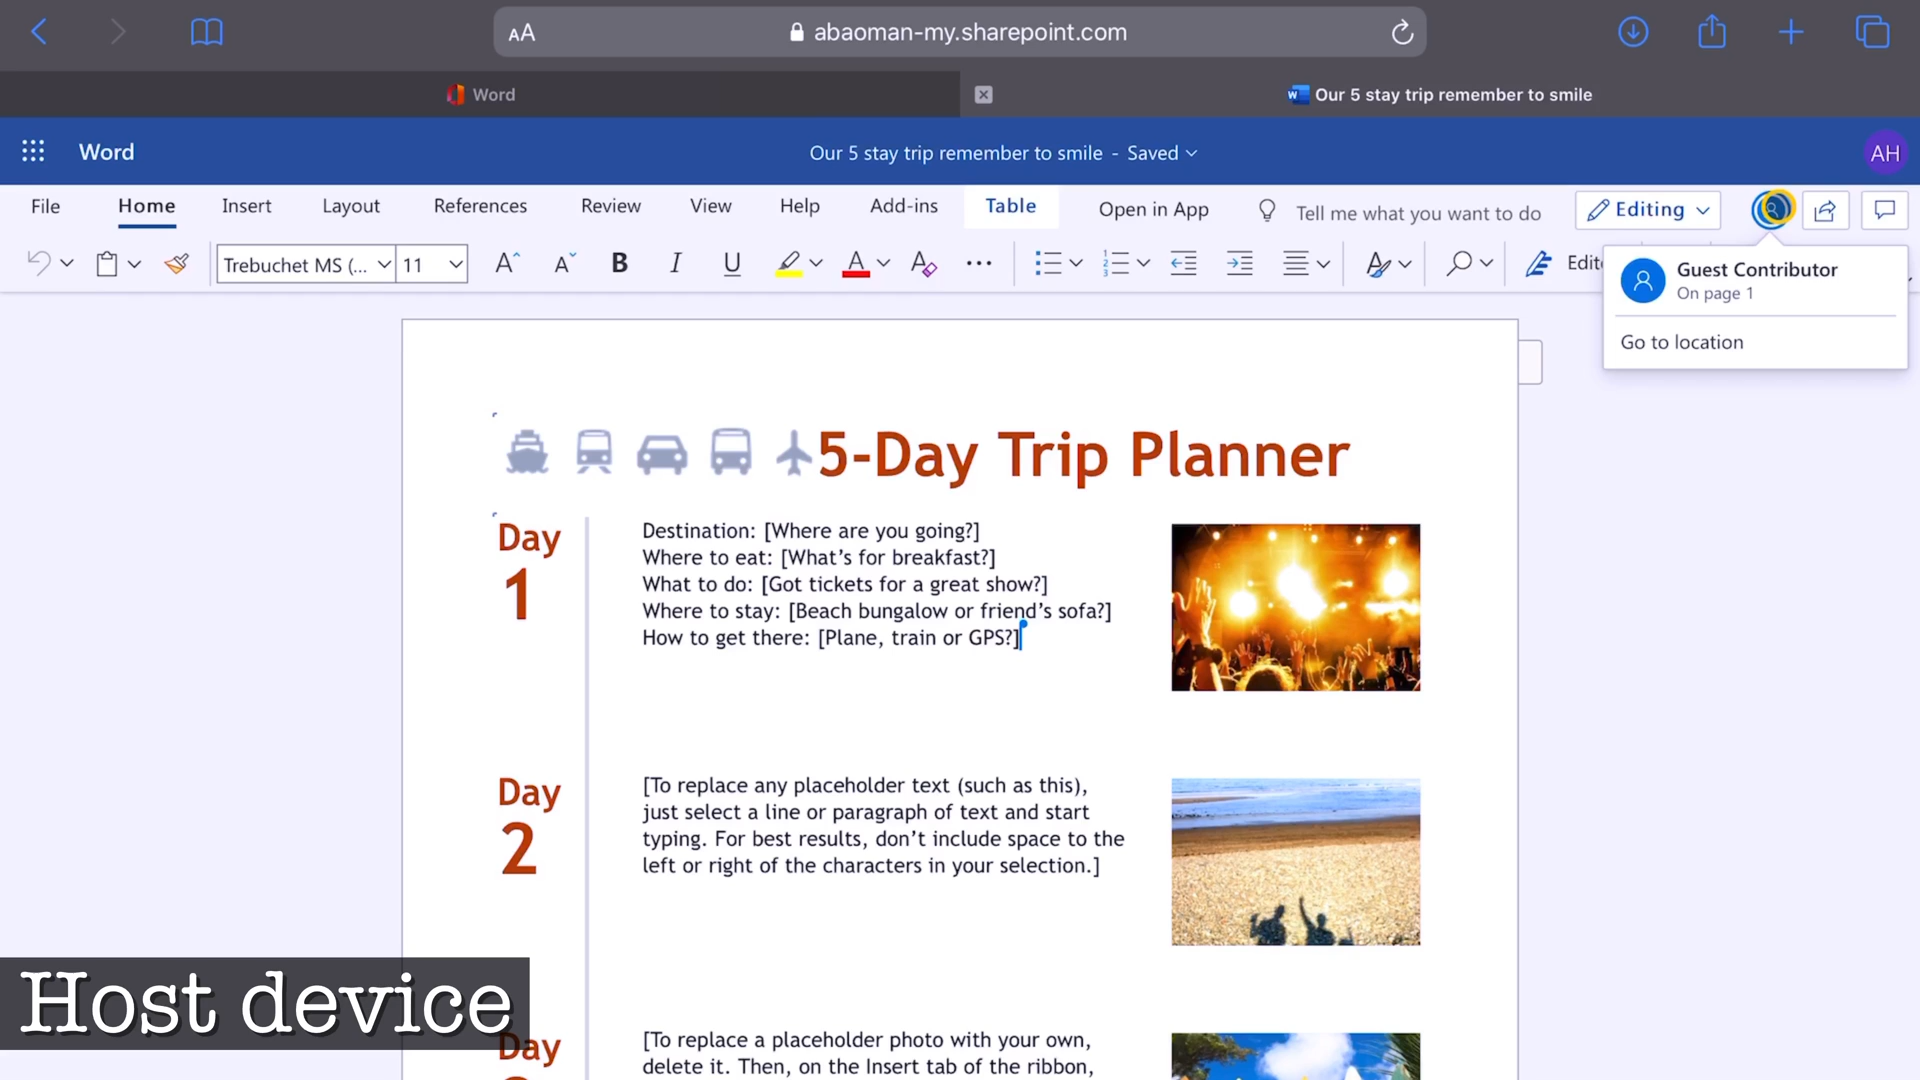 AA
abaoman-my.sharepoint.com
Word
Our 5 stay trip remember to smile
Word
Our 5 stay trip remember to smile - Saved
AH
File
Home
Insert
Layout
References
Review
View
Help
Add-ins
Table
Open in App
Tell me what you want to do
Editing
Trebuchet MS (...
11
B
I
U
Guest Contributor
On page 1
Go to location
5-Day Trip Planner
Day
1
Destination: [Where are you going?]
Where to eat: [What’s for breakfast?]
What to do: [Got tickets for a great show?]
Where to stay: [Beach bungalow or friend’s sofa?]
How to get there: [Plane, train or GPS?]
Day
2
[To replace any placeholder text (such as this),
just select a line or paragraph of text and start
typing. For best results, don’t include space to the
left or right of the characters in your selection.]
Day
[To replace a placeholder photo with your own,
delete it. Then, on the Insert tab of the ribbon,
Host device